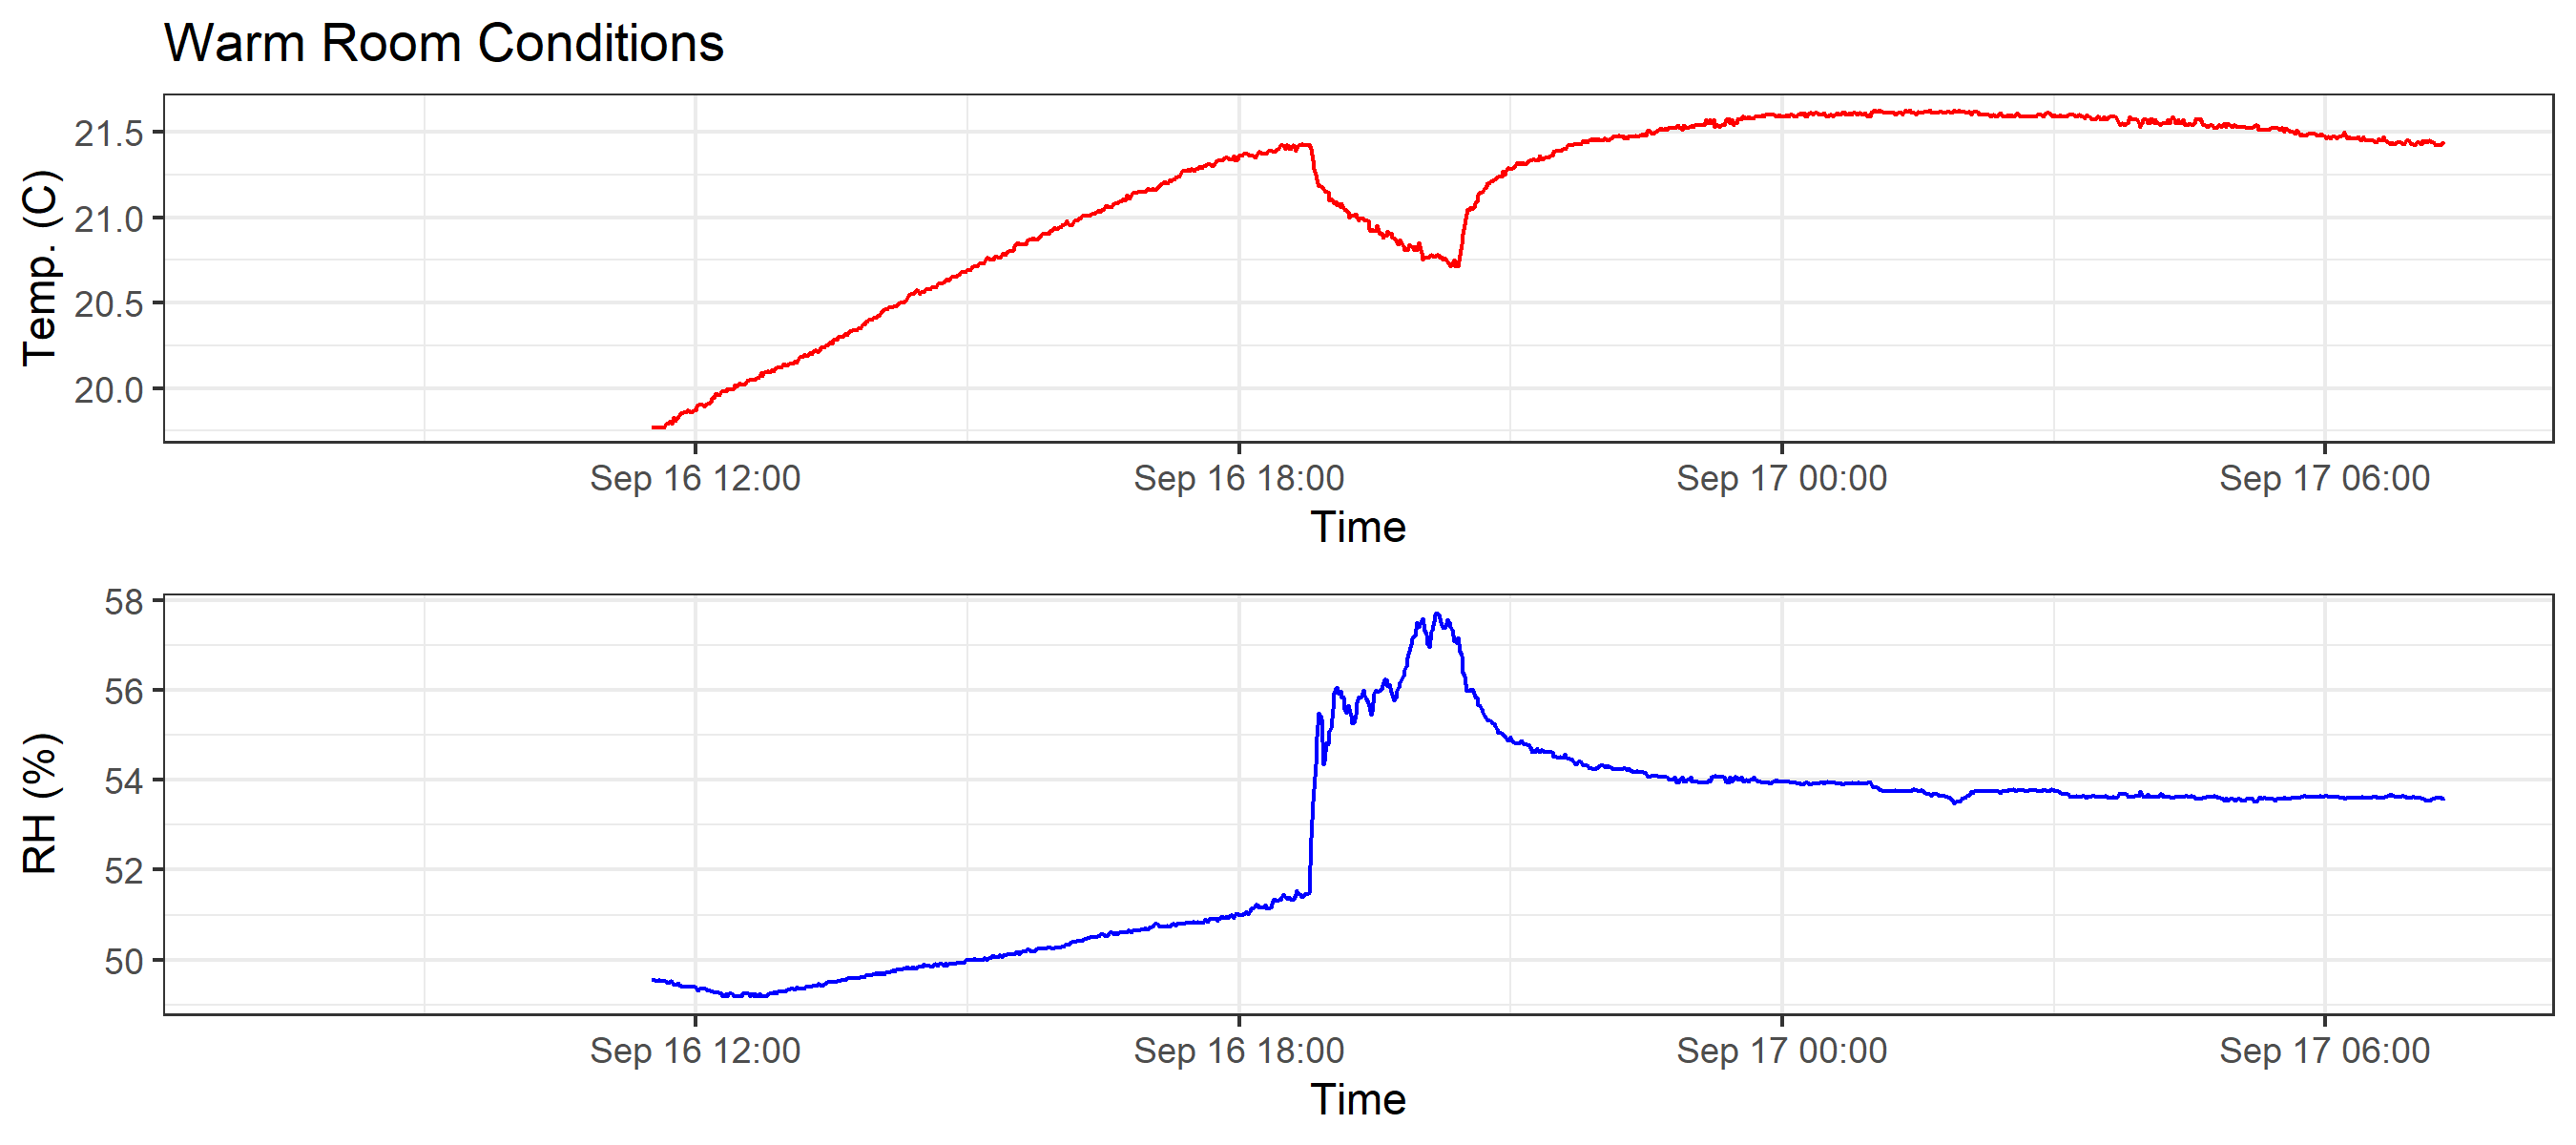 Warm Room Conditions
Temp. (C)
21.5
21.0
20.5
20.0
Sep 16 12:00 Sep 16 18:00 Sep 17 00:00 Sep 17 06:00
Time
RH (%)
58
56
54
52
50
Sep 16 12:00 Sep 16 18:00 Sep 17 00:00 Sep 17 06:00
Time